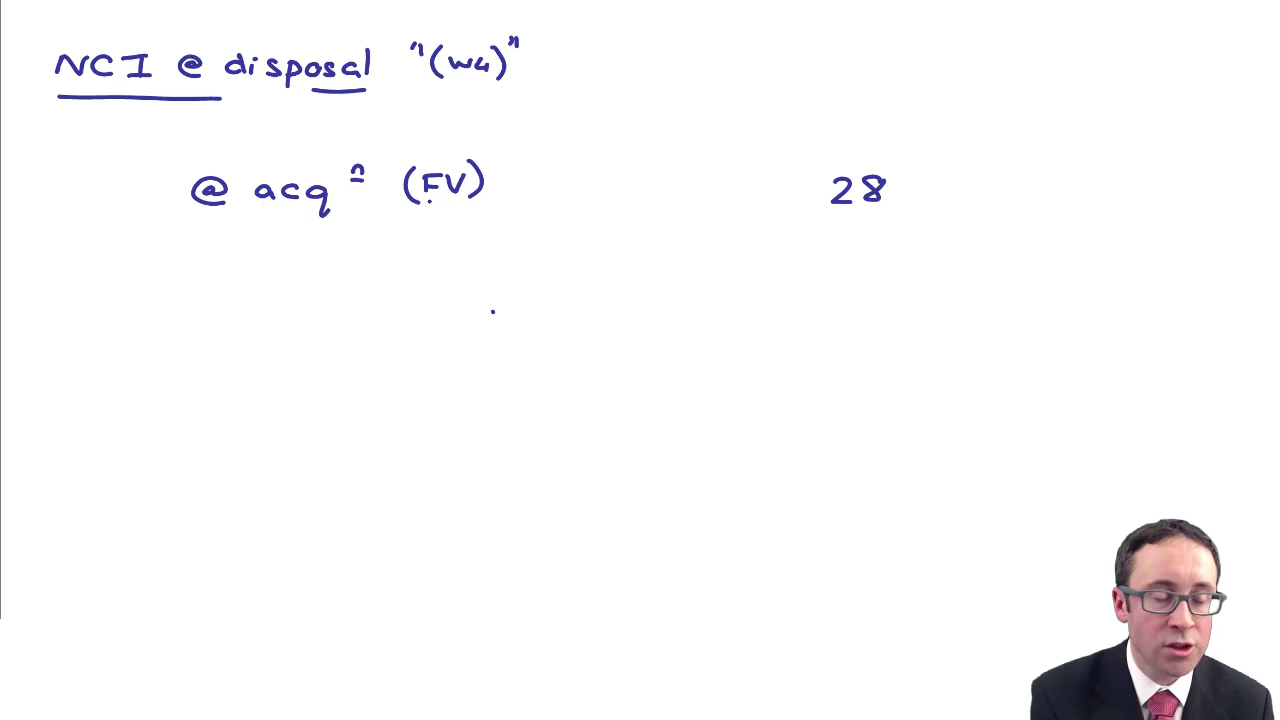 NCI @ disposal "(W4)"
@ acqⁿ (FV) 28